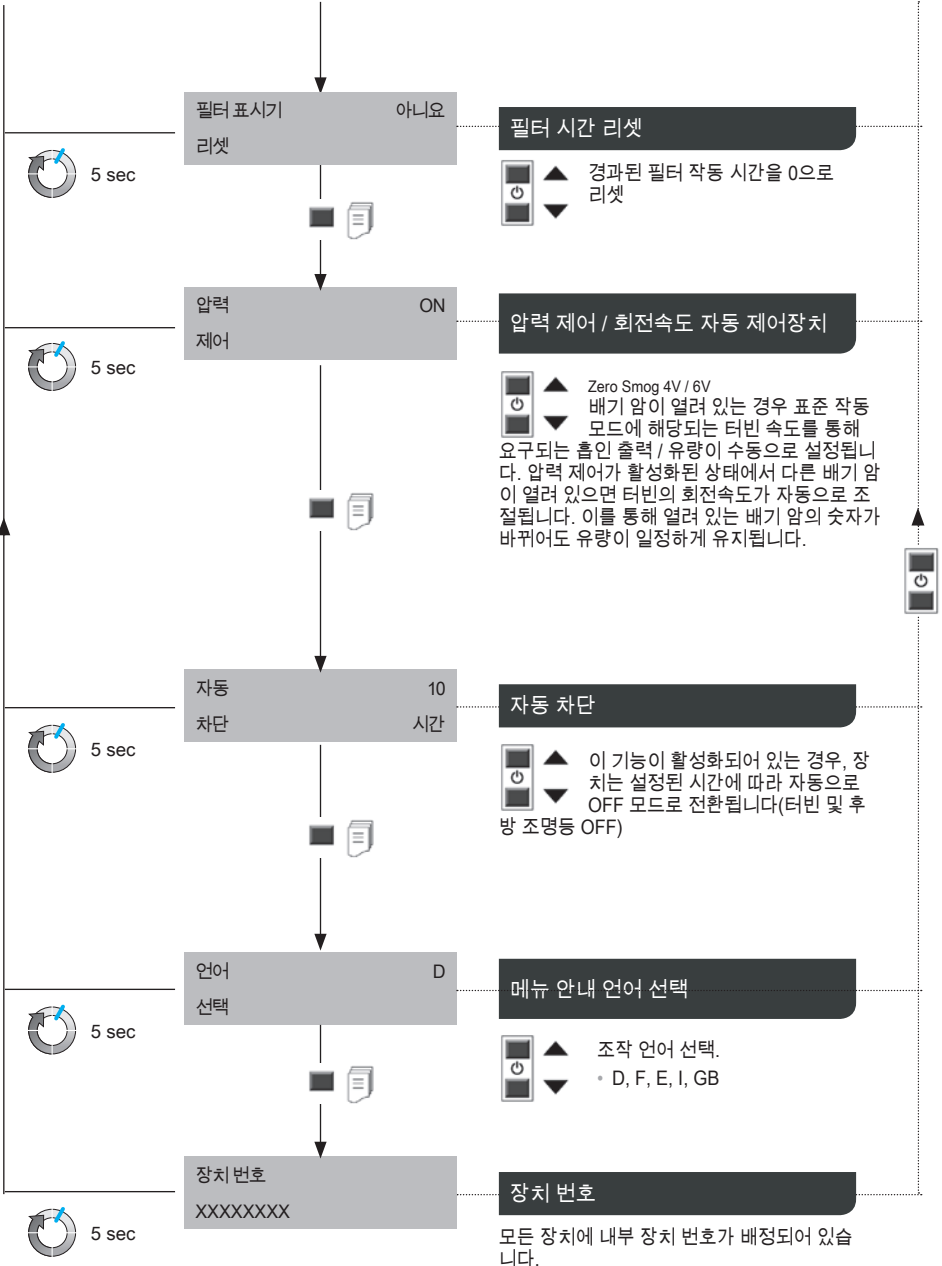 필터 표시기 아니요
리셋
5 sec
필터 시간 리셋
경과된 필터 작동 시간을 0으로
리셋
압력 ON
제어
5 sec
압력 제어 / 회전속도 자동 제어장치
Zero Smog 4V / 6V
배기 암이 열려 있는 경우 표준 작동
모드에 해당되는 터빈 속도를 통해
요구되는 흡인 출력 / 유량이 수동으로 설정됩니
다. 압력 제어가 활성화된 상태에서 다른 배기 암
이 열려 있으면 터빈의 회전속도가 자동으로 조
절됩니다. 이를 통해 열려 있는 배기 암의 숫자가
바뀌어도 유량이 일정하게 유지됩니다.
자동 10
차단 시간
5 sec
자동 차단
이 기능이 활성화되어 있는 경우, 장
치는 설정된 시간에 따라 자동으로
OFF 모드로 전환됩니다(터빈 및 후
방 조명등 OFF)
언어 D
선택
5 sec
메뉴 안내 언어 선택
조작 언어 선택.
• D, F, E, I, GB
장치 번호
XXXXXXXX
5 sec
장치 번호
모든 장치에 내부 장치 번호가 배정되어 있습
니다.